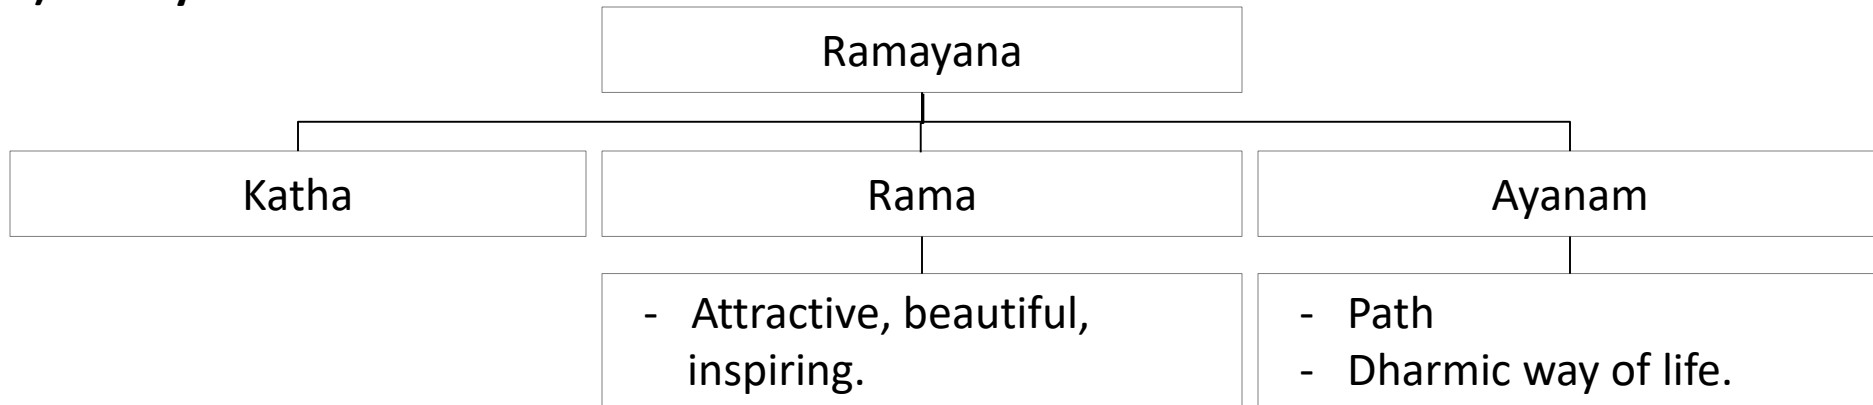 Ramayana
Katha
Rama
Ayanam
- Attractive, beautiful,
inspiring.
- Path
- Dharmic way of life.